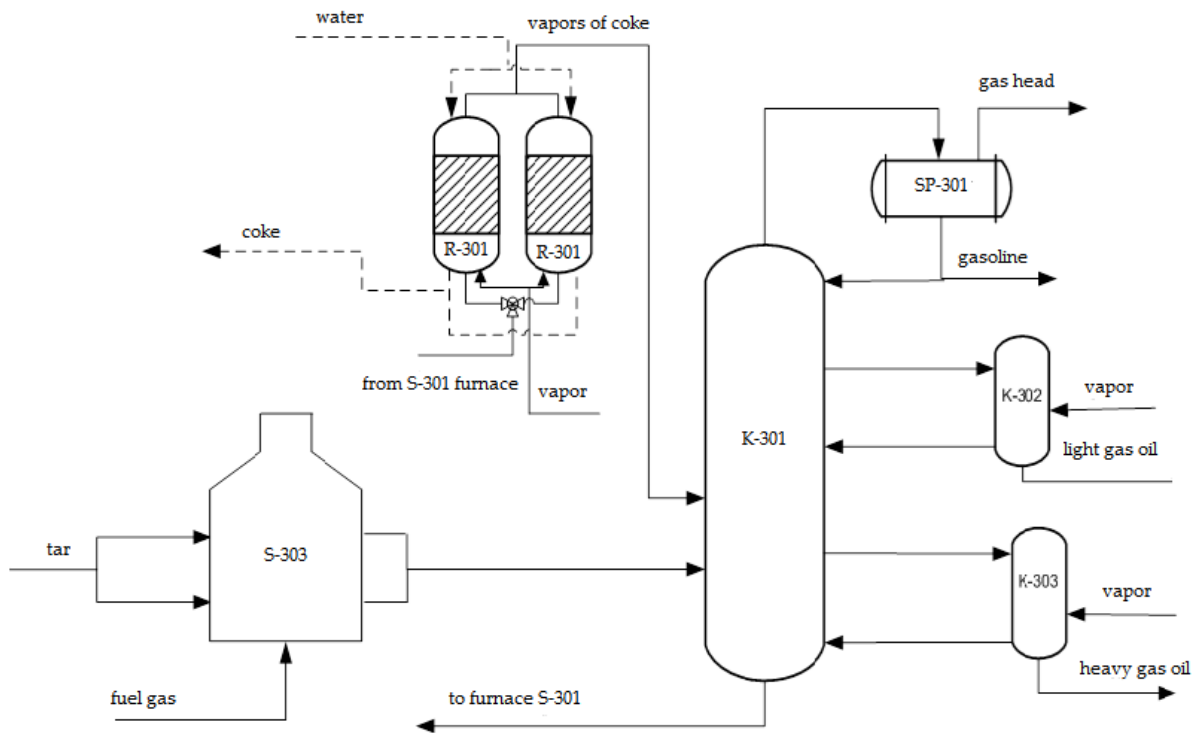 water
vapors of coke
gas head
SP-301
R-301
R-301
coke
gasoline
from S-301 furnace
vapor
K-302
vapor
K-301
light gas oil
tar
S-303
K-303
vapor
heavy gas oil
fuel gas
to furnace S-301